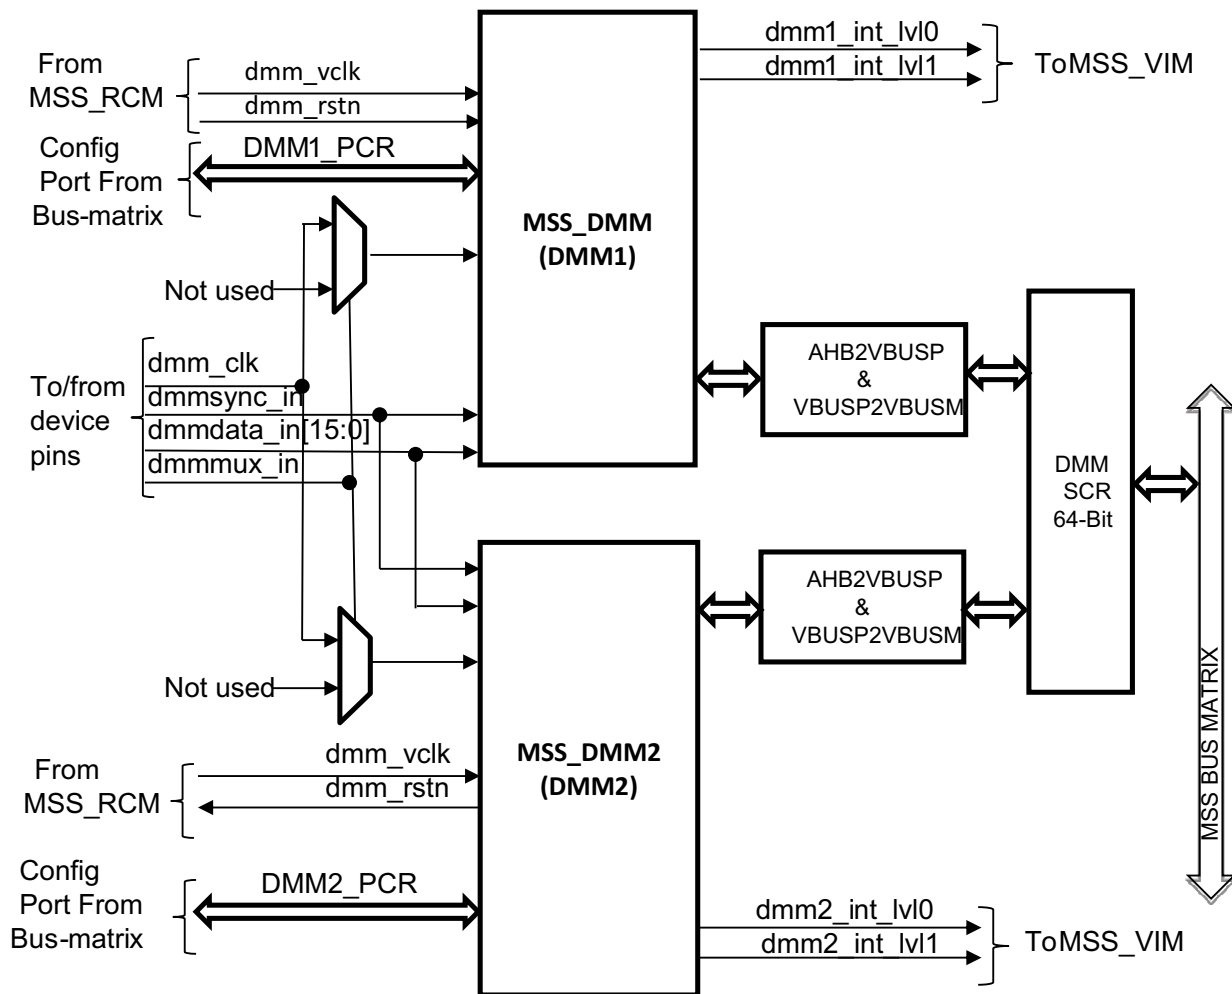 From
MSS_RCM
dmm_vclk
dmm_rstn
Config
Port From
Bus-matrix
DMM1_PCR
Not used
To/from
device
pins
dmm_clk
dmmsync_in
dmmdata_in[15:0]
dmmmux_in
MSS_DMM
(DMM1)
dmm1_int_lvl0
dmm1_int_lvl1
ToMSS_VIM
AHB2VBUSP
&
VBUSP2VBUSM
DMM
SCR
64-Bit
MSS BUS MATRIX
AHB2VBUSP
&
VBUSP2VBUSM
Not used
From
MSS_RCM
dmm_vclk
dmm_rstn
MSS_DMM2
(DMM2)
Config
Port From
Bus-matrix
DMM2_PCR
dmm2_int_lvl0
dmm2_int_lvl1
ToMSS_VIM